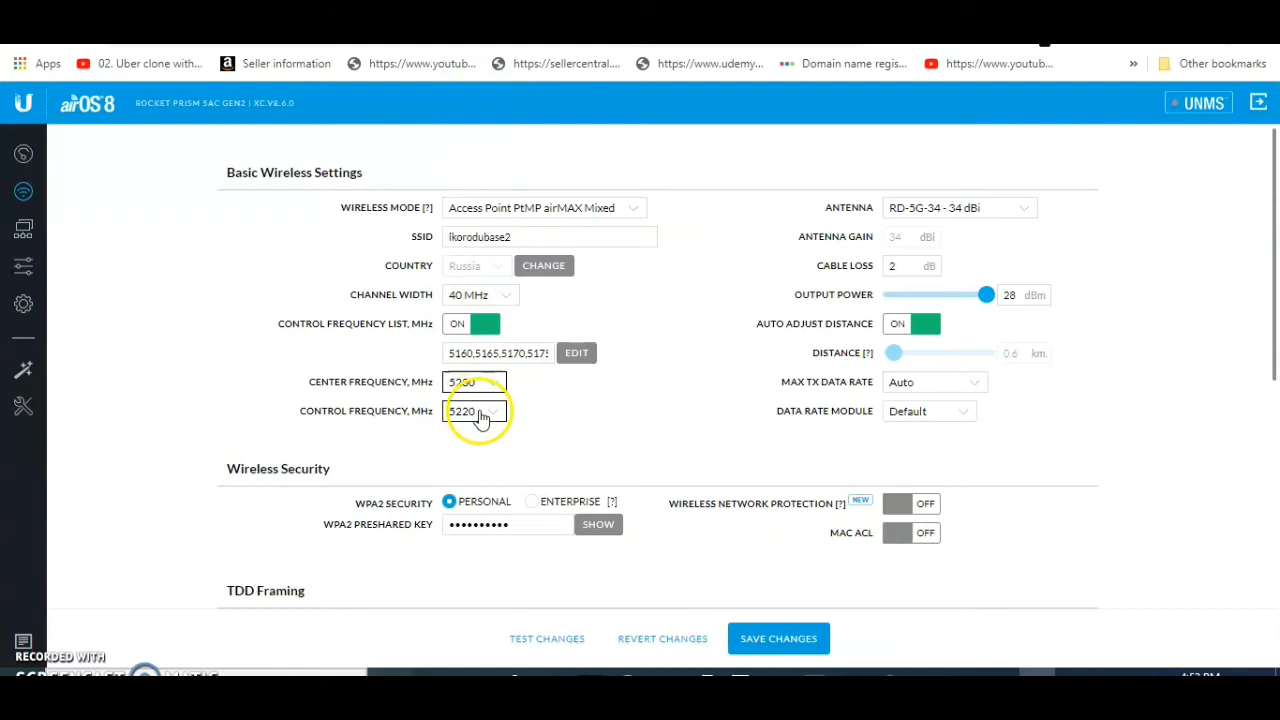 Apps 02. Uber clone with... a Seller information https://www.youtub... https://sellercentral.... https://www.udemy... Domain name regis... https://www.youtub... » Other bookmarks
U airOS 8 ROCKET PRISM 5AC GEN2 | XC.V8.6.0 UNMS
Basic Wireless Settings
WIRELESS MODE [?] Access Point PtMP airMAX Mixed ANTENNA RD-5G-34 - 34 dBi
SSID Ikorodubase2 ANTENNA GAIN 34 dBi
COUNTRY Russia CHANGE CABLE LOSS 2 dB
CHANNEL WIDTH 40 MHz OUTPUT POWER 28 dBm
CONTROL FREQUENCY LIST, MHz ON AUTO ADJUST DISTANCE ON
5160,5165,5170,5175 EDIT DISTANCE [?] 0.6 km.
CENTER FREQUENCY, MHz MAX TX DATA RATE Auto
CONTROL FREQUENCY, MHz 5220 DATA RATE MODULE Default
Wireless Security
WPA2 SECURITY PERSONAL ENTERPRISE [?] WIRELESS NETWORK PROTECTION [?] NEW OFF
WPA2 PRESHARED KEY •••••••••• SHOW MAC ACL OFF
TDD Framing
TEST CHANGES REVERT CHANGES SAVE CHANGES
RECORDED WITH